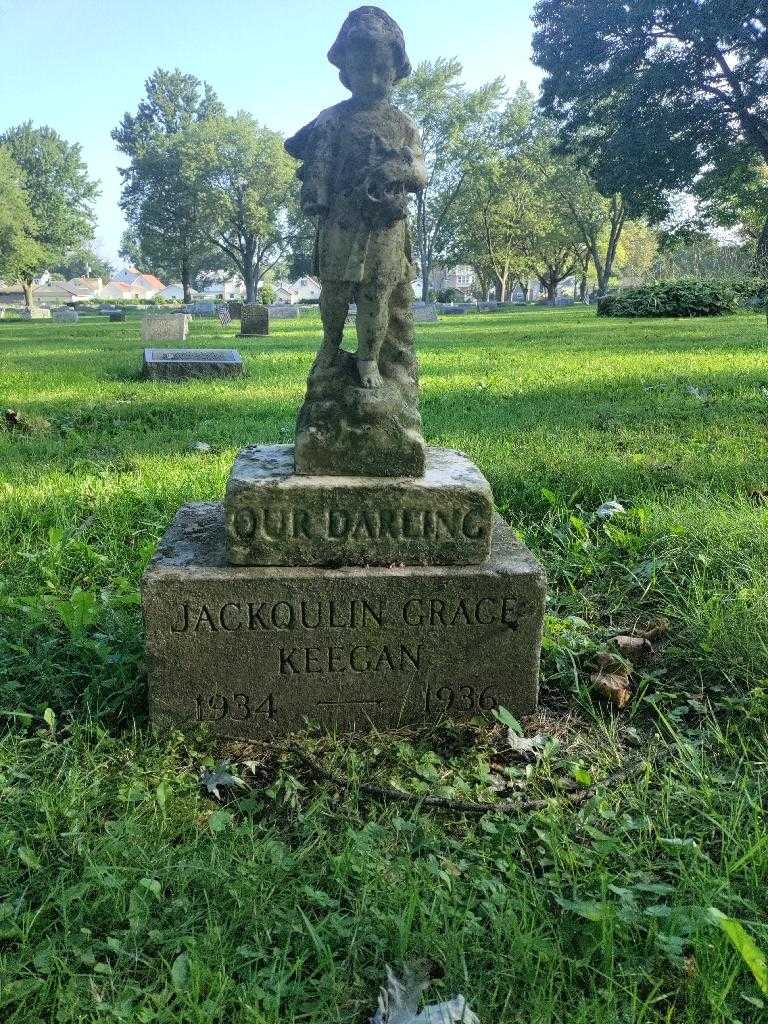 OUR DARLING
JACKQULIN GRACE
KEEGAN
1934 — 1936